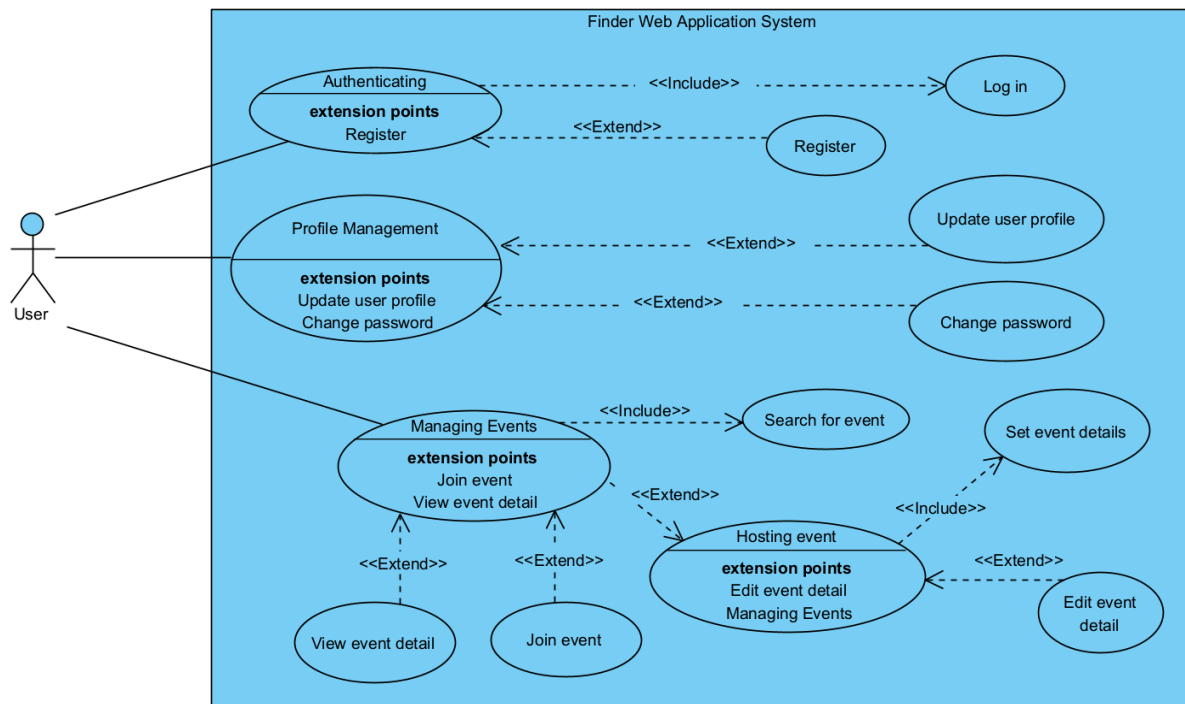 Finder Web Application System
Authenticating
extension points
Register
<<Include>>
Log in
<<Extend>>
Register
User
Profile Management
extension points
Update user profile
Change password
<<Extend>>
Update user profile
<<Extend>>
Change password
Managing Events
extension points
Join event
View event detail
<<Include>>
Search for event
<<Extend>>
Set event details
<<Include>>
Hosting event
extension points
Edit event detail
Managing Events
<<Extend>>
Edit event
detail
<<Extend>>
View event detail
<<Extend>>
Join event